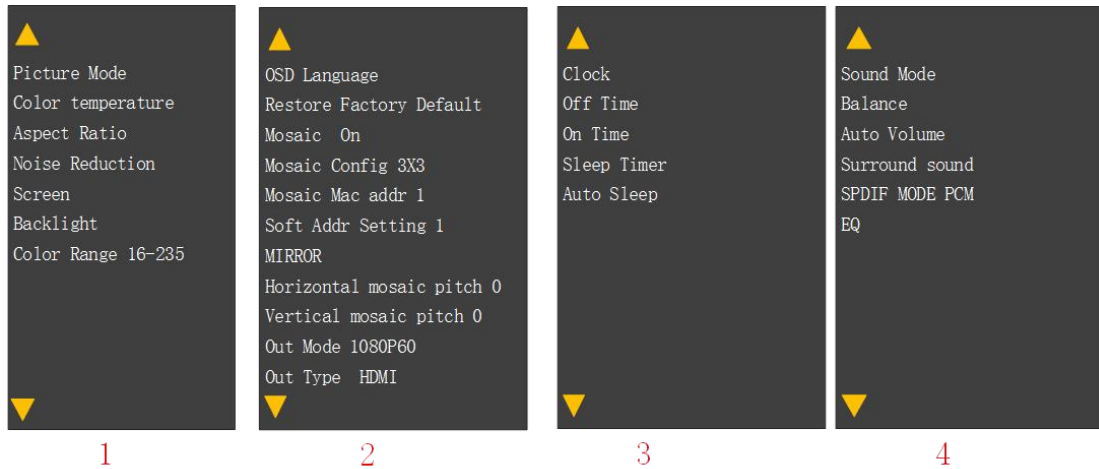 Picture Mode
Color temperature
Aspect Ratio
Noise Reduction
Screen
Backlight
Color Range 16-235
1
OSD Language
Restore Factory Default
Mosaic On
Mosaic Config 3X3
Mosaic Mac addr 1
Soft Addr Setting 1
MIRROR
Horizontal mosaic pitch 0
Vertical mosaic pitch 0
Out Mode 1080P60
Out Type HDMI
2
Clock
Off Time
On Time
Sleep Timer
Auto Sleep
3
Sound Mode
Balance
Auto Volume
Surround sound
SPDIF MODE PCM
EQ
4